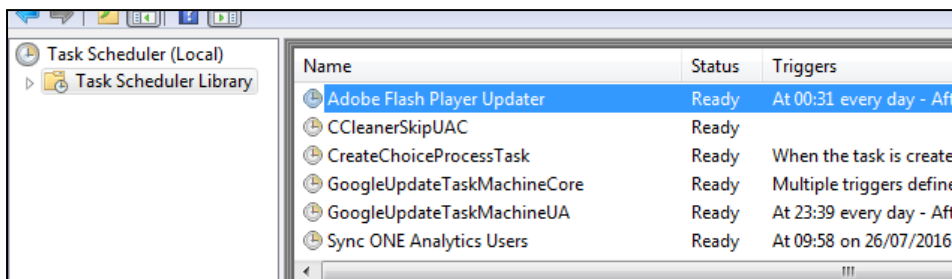 Task Scheduler (Local)
Task Scheduler Library
Name Status Triggers
Adobe Flash Player Updater Ready At 00:31 every day - Aft
CCleanerSkipUAC Ready
CreateChoiceProcessTask Ready When the task is create
GoogleUpdateTaskMachineCore Ready Multiple triggers define
GoogleUpdateTaskMachineUA Ready At 23:39 every day - Aft
Sync ONE Analytics Users Ready At 09:58 on 26/07/2016